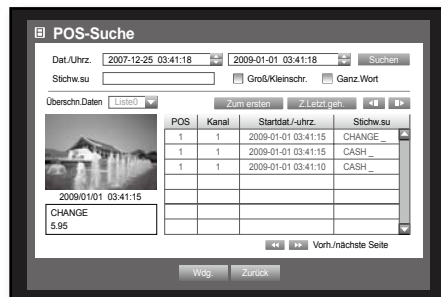 POS-Suche
Dat./Uhrz. 2007-12-25 03:41:18 2009-01-01 03:41:18 Suchen
Stichw.su Groß/Kleinschr. Ganz.Wort
Überschn.Daten Liste0 Zum ersten Z.Letzt.geh.
POS Kanal Startdat./-uhrz. Stichw.su
1 1 2009-01-01 03:41:15 CHANGE _
1 1 2009-01-01 03:41:15 CASH _
1 1 2009-01-01 03:41:10 CASH _
2009/01/01 03:41:15
CHANGE
5.95
Vorh./nächste Seite
Wdg. Zurück